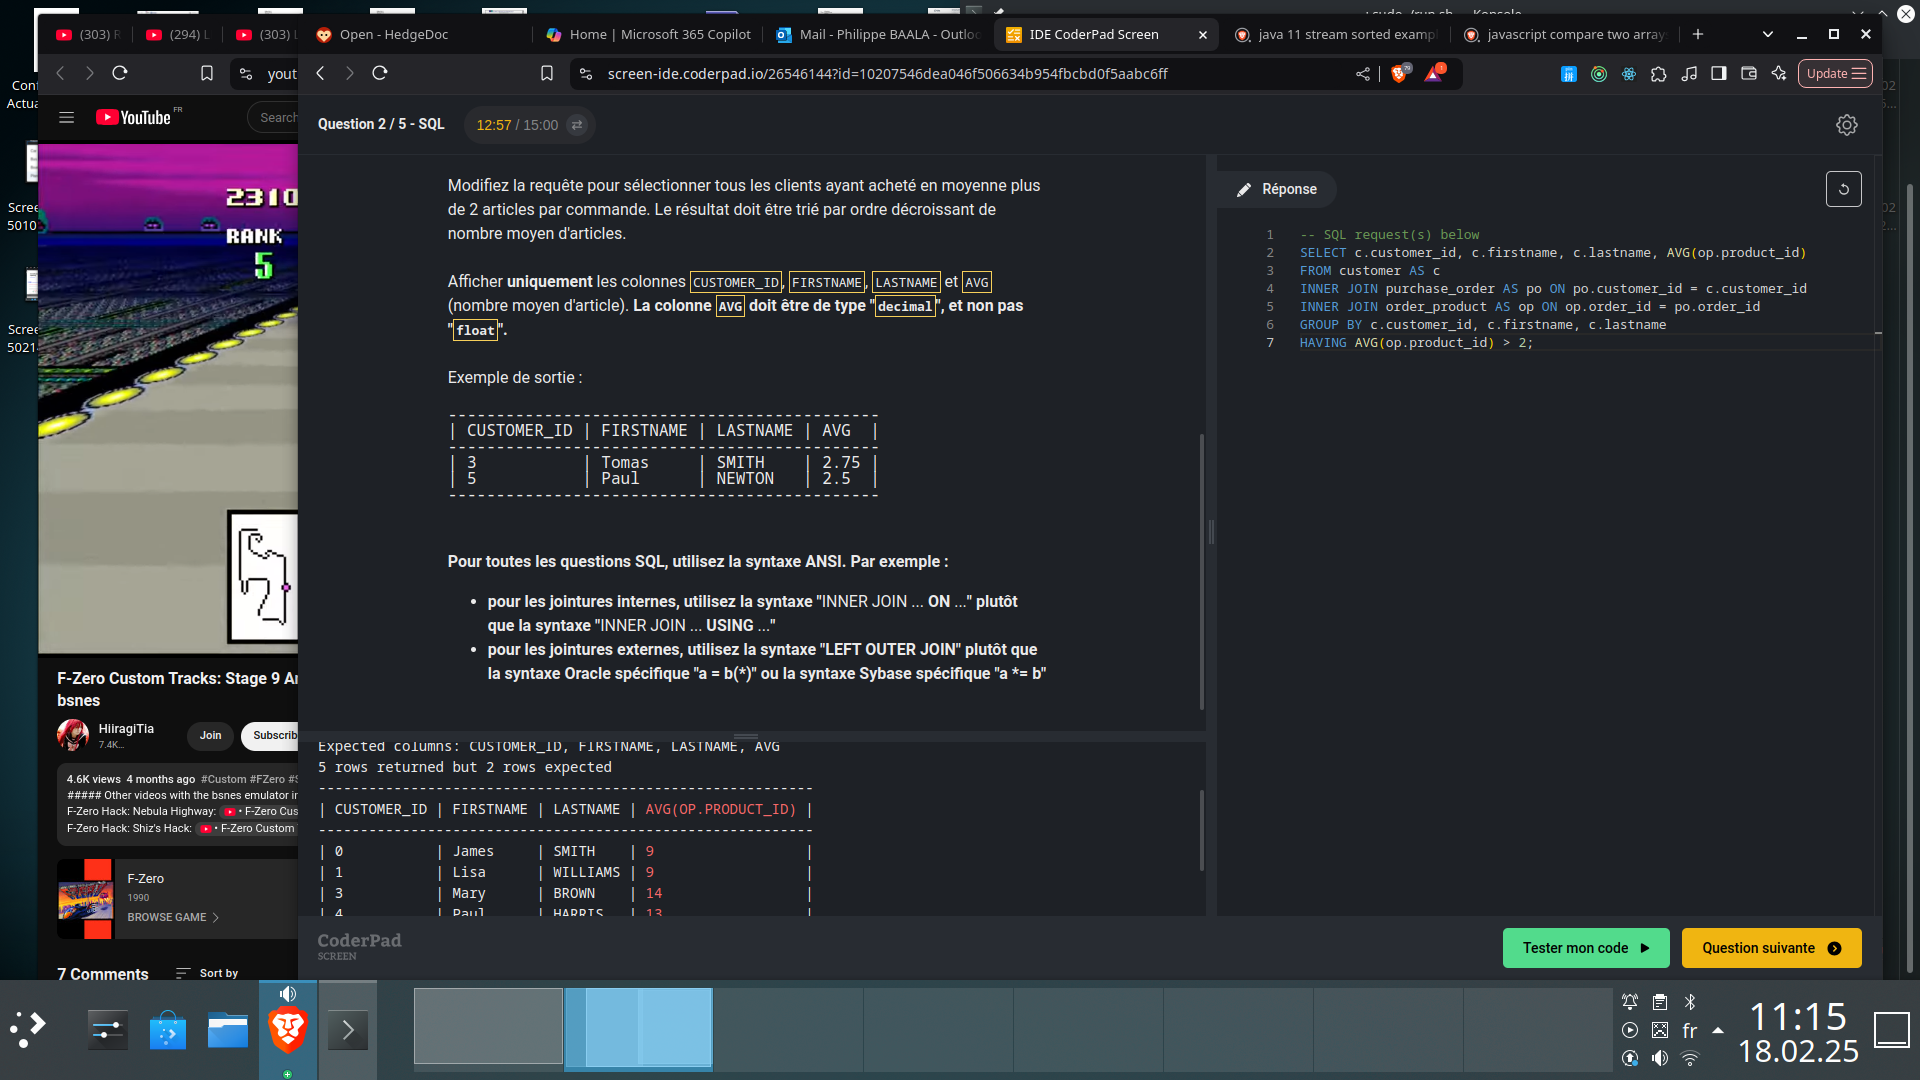 (303) F
(294) L
(303) L
Open - HedgeDoc
Home | Microsoft 365 Copilot
Mail - Philippe BAALA - Outloo
IDE CoderPad Screen
java 11 stream sorted exampl
javascript compare two arrays
yout
screen-ide.coderpad.io/26546144?id=10207546dea046f506634b954fbcbd0f5aabc6ff
Update
YouTube FR
Search
Question 2 / 5 - SQL
12:57 / 15:00
Modifiez la requête pour sélectionner tous les clients ayant acheté en moyenne plus
de 2 articles par commande. Le résultat doit être trié par ordre décroissant de
nombre moyen d'articles.
Afficher uniquement les colonnes CUSTOMER_ID, FIRSTNAME, LASTNAME et AVG
(nombre moyen d'article). La colonne AVG doit être de type "decimal", et non pas
"float".
Exemple de sortie :
---------------------------------------------
| CUSTOMER_ID | FIRSTNAME | LASTNAME | AVG  |
---------------------------------------------
| 3           | Tomas     | SMITH    | 2.75 |
| 5           | Paul      | NEWTON   | 2.5  |
---------------------------------------------
Pour toutes les questions SQL, utilisez la syntaxe ANSI. Par exemple :
• pour les jointures internes, utilisez la syntaxe "INNER JOIN ... ON ..." plutôt
que la syntaxe "INNER JOIN ... USING ..."
• pour les jointures externes, utilisez la syntaxe "LEFT OUTER JOIN" plutôt que
la syntaxe Oracle spécifique "a = b(*)" ou la syntaxe Sybase spécifique "a *= b"
Expected columns: CUSTOMER_ID, FIRSTNAME, LASTNAME, AVG
5 rows returned but 2 rows expected
-----------------------------------------------------------
| CUSTOMER_ID | FIRSTNAME | LASTNAME | AVG(OP.PRODUCT_ID) |
-----------------------------------------------------------
| 0           | James     | SMITH    | 9                  |
| 1           | Lisa      | WILLIAMS | 9                  |
| 3           | Mary      | BROWN    | 14                 |
| 4           | Paul      | HARRIS   | 13                 |
Réponse
1 -- SQL request(s) below
2 SELECT c.customer_id, c.firstname, c.lastname, AVG(op.product_id)
3 FROM customer AS c
4 INNER JOIN purchase_order AS po ON po.customer_id = c.customer_id
5 INNER JOIN order_product AS op ON op.order_id = po.order_id
6 GROUP BY c.customer_id, c.firstname, c.lastname
7 HAVING AVG(op.product_id) > 2;
CoderPad
SCREEN
Tester mon code
Question suivante
2310
RANK
5
F-Zero Custom Tracks: Stage 9 Ar
bsnes
HiiragiTia
7.4K...
Join
Subscrib
4.6K views 4 months ago #Custom #FZero #S
##### Other videos with the bsnes emulator in
F-Zero Hack: Nebula Highway: • F-Zero Cus
F-Zero Hack: Shiz's Hack: • F-Zero Custom
F-Zero
1990
BROWSE GAME
7 Comments
Sort by
Conf
Actua
Scree
5010
Scree
5021
fr
11:15
18.02.25